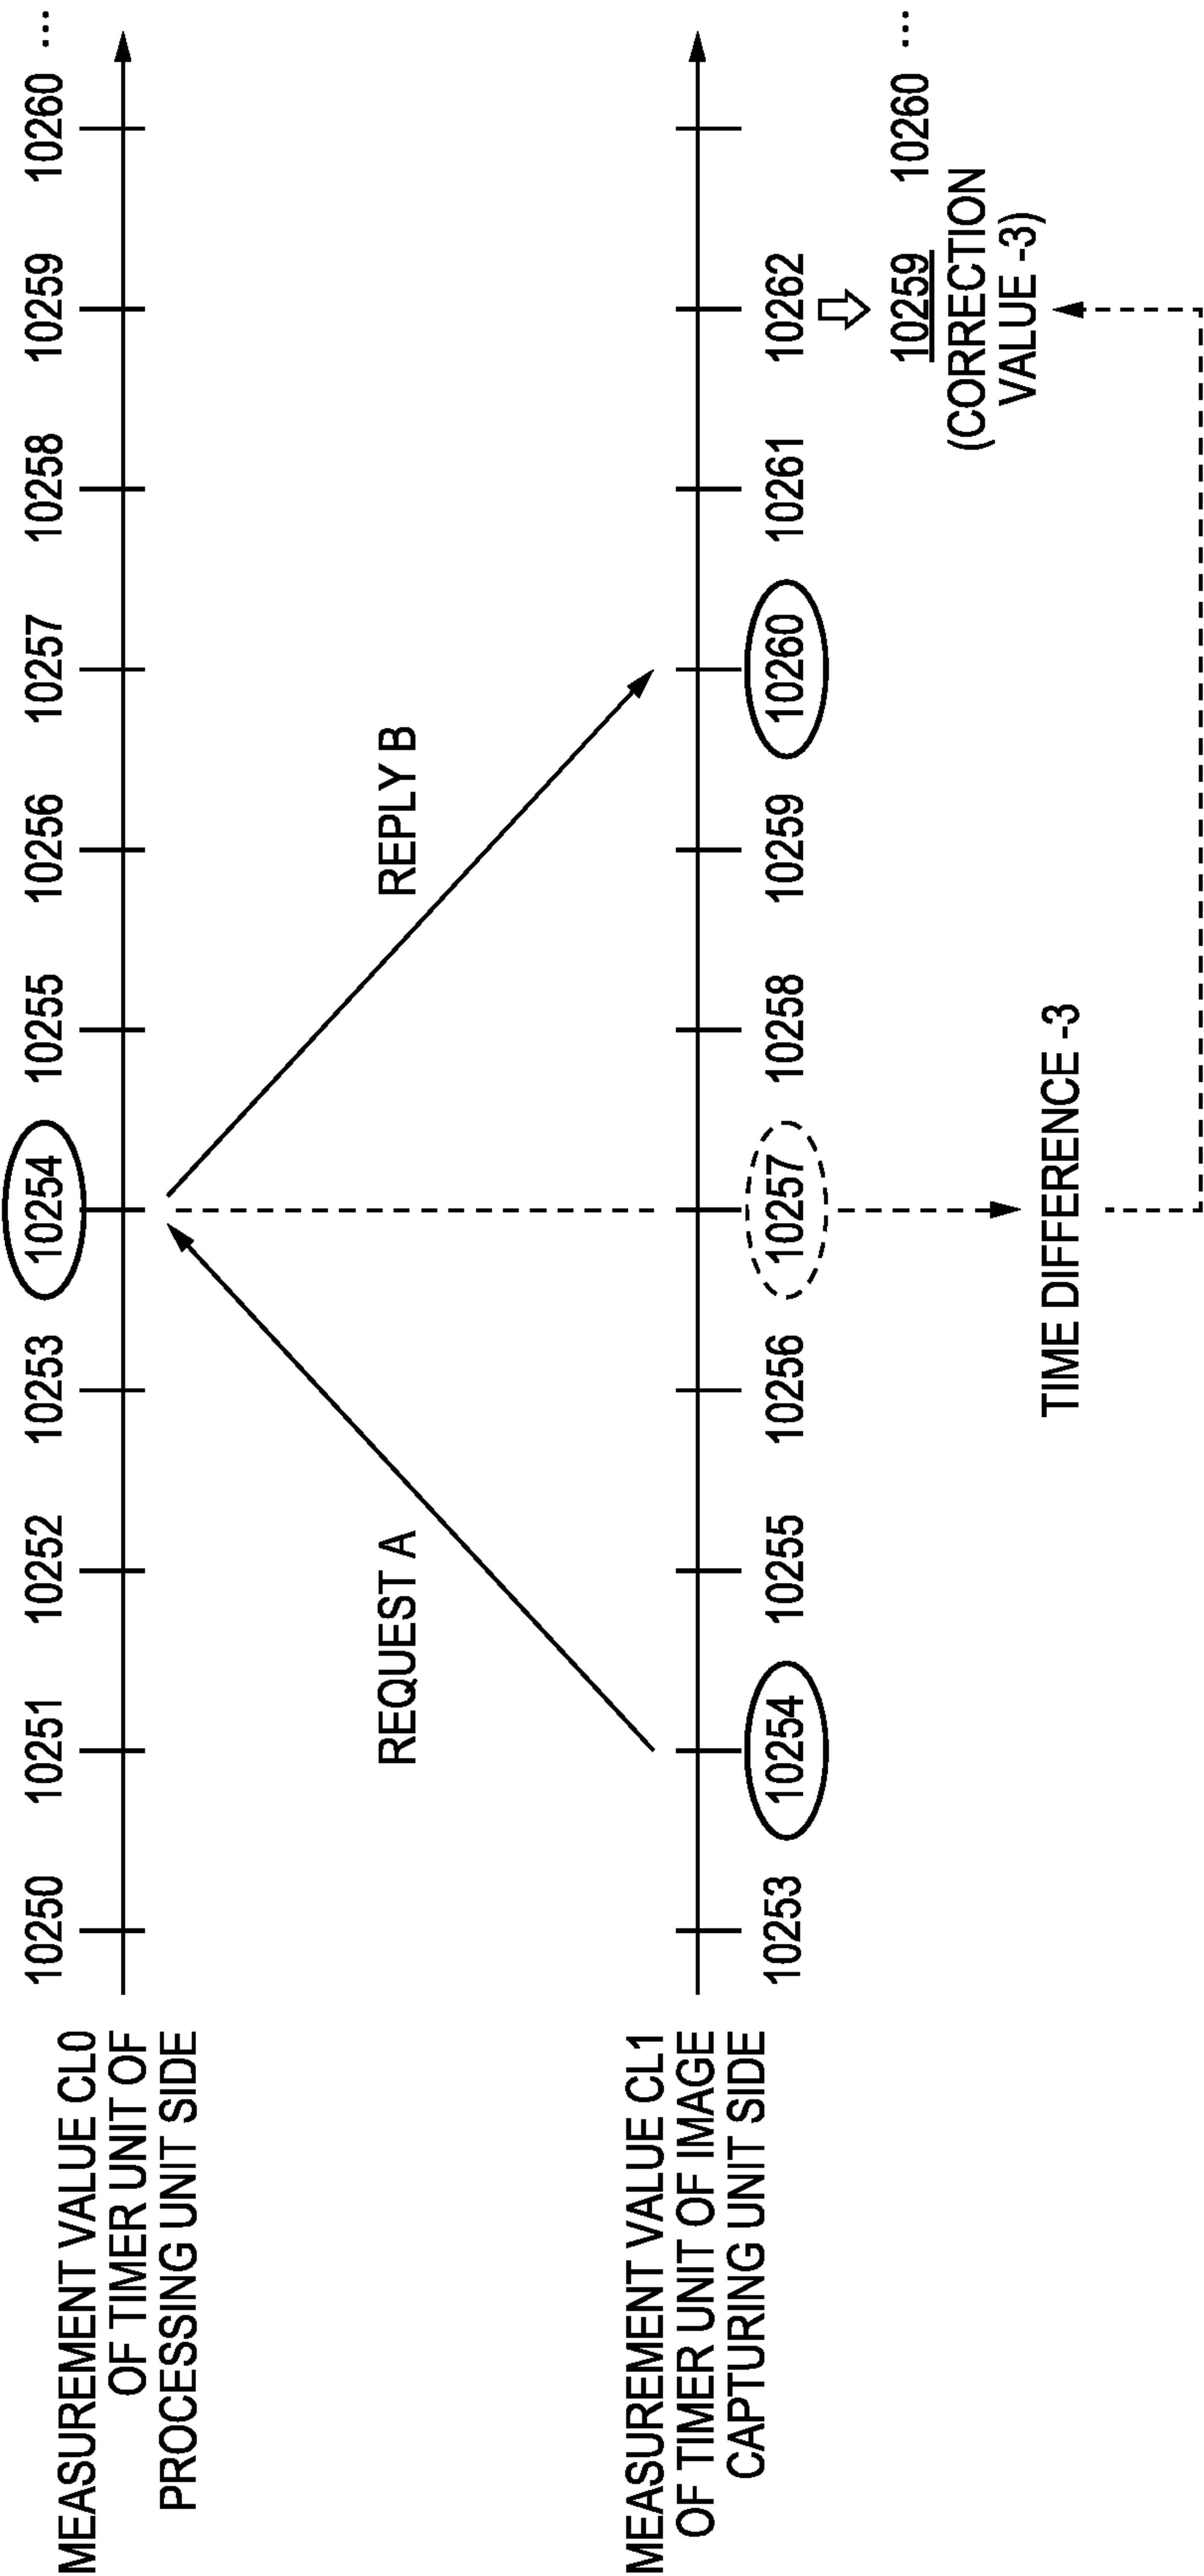 MEASUREMENT VALUE CL0
OF TIMER UNIT OF
PROCESSING UNIT SIDE
10250 10251 10252 10253 10254 10255 10256 10257 10258 10259 10260 ...
REQUEST A
REPLY B
MEASUREMENT VALUE CL1
OF TIMER UNIT OF IMAGE
CAPTURING UNIT SIDE
10253 10254 10255 10256 10257 10258 10259 10260 10261 10262
10259 10260 ...
(CORRECTION
VALUE -3)
TIME DIFFERENCE -3